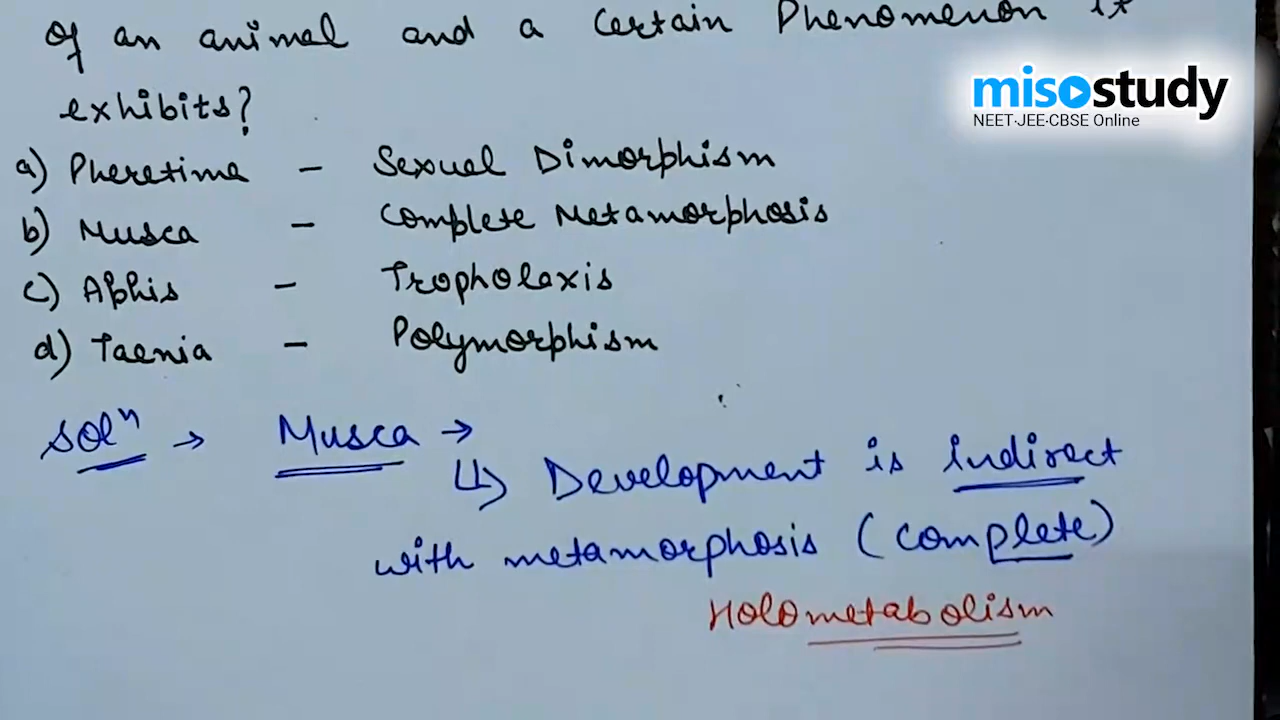 of an animal and a certain Phenomenon it
exhibits?
a) Pheretima - Sexual Dimorphism
b) Musca - Complete Metamorphosis
c) Aphis - Tropholaxis
d) Taenia - Polymorphism
Solⁿ → Musca →
↳ Development is indirect
with metamorphosis (complete)
Holometabolism
misostudy
NEET-JEE-CBSE Online